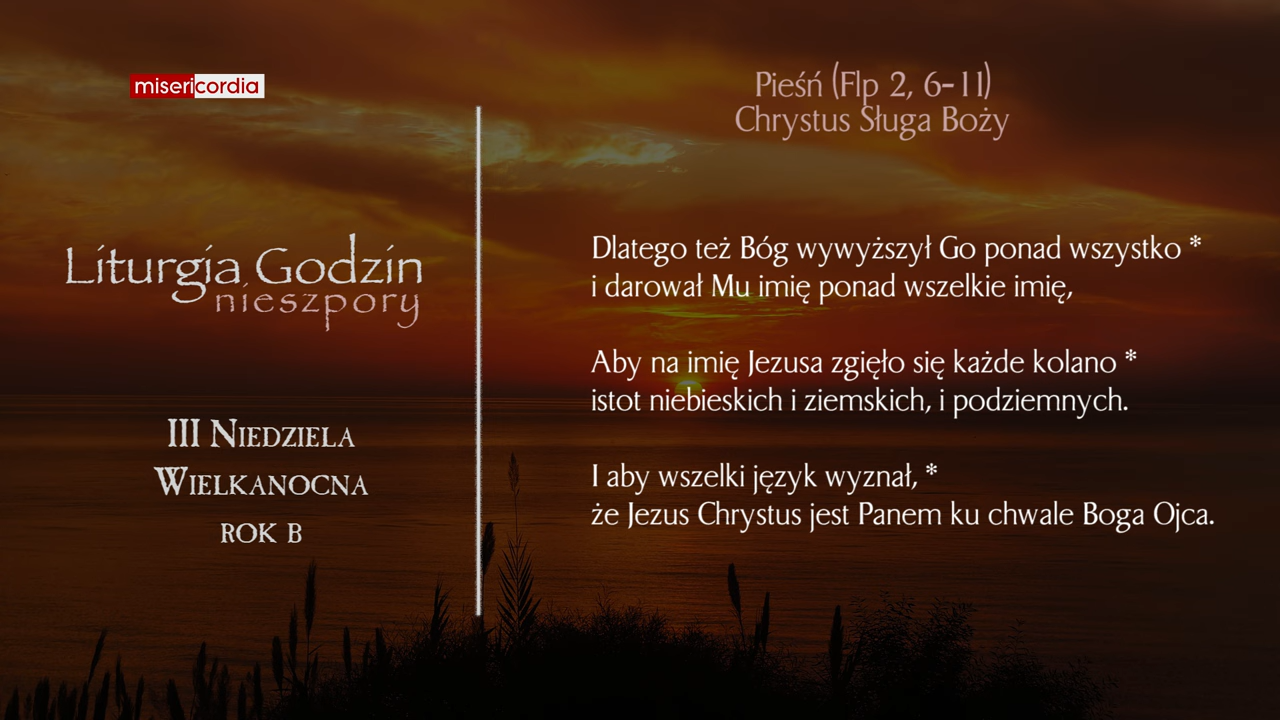 misericordia
Liturgia Godzin
nieszpory
III Niedziela
Wielkanocna
rok B
Pieśń (Flp 2, 6-11)
Chrystus Sługa Boży
Dlatego też Bóg wywyższył Go ponad wszystko *
i darował Mu imię ponad wszelkie imię,
Aby na imię Jezusa zgięło się każde kolano *
istot niebieskich i ziemskich, i podziemnych.
I aby wszelki język wyznał, *
że Jezus Chrystus jest Panem ku chwale Boga Ojca.